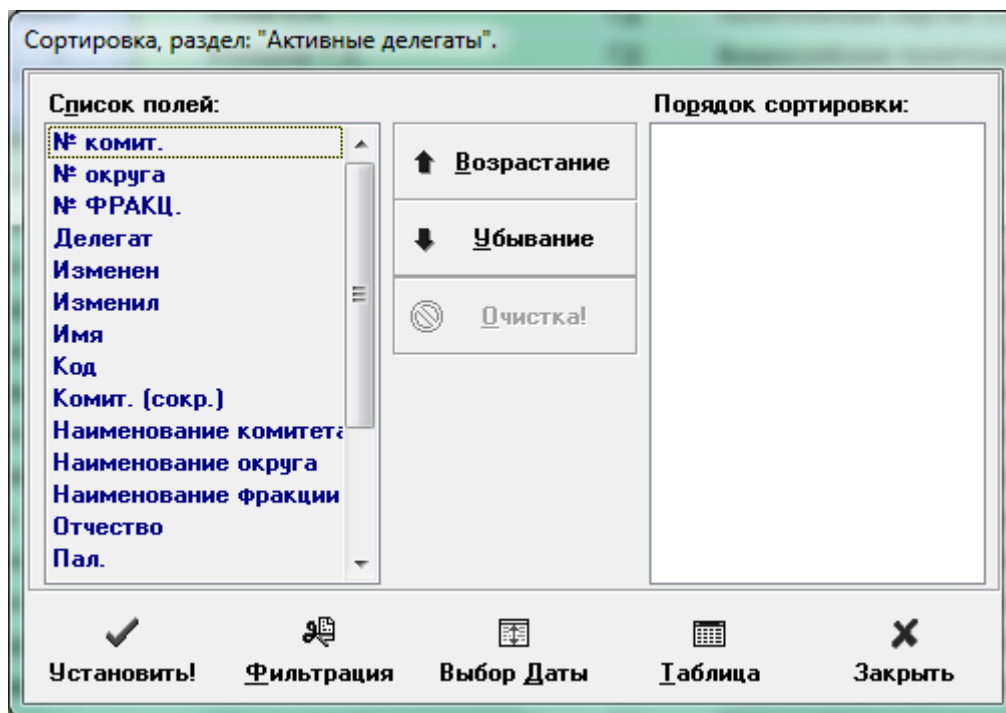 Сортировка, раздел: "Активные делегаты".
Список полей:
№ комит.
№ округа
№ ФРАКЦ.
Делегат
Изменен
Изменил
Имя
Код
Комит. (сокр.)
Наименование комитета
Наименование округа
Наименование фракции
Отчество
Пал.
Возрастание
Убывание
Очистка!
Порядок сортировки:
Установить!
Фильтрация
Выбор Даты
Таблица
Закрыть